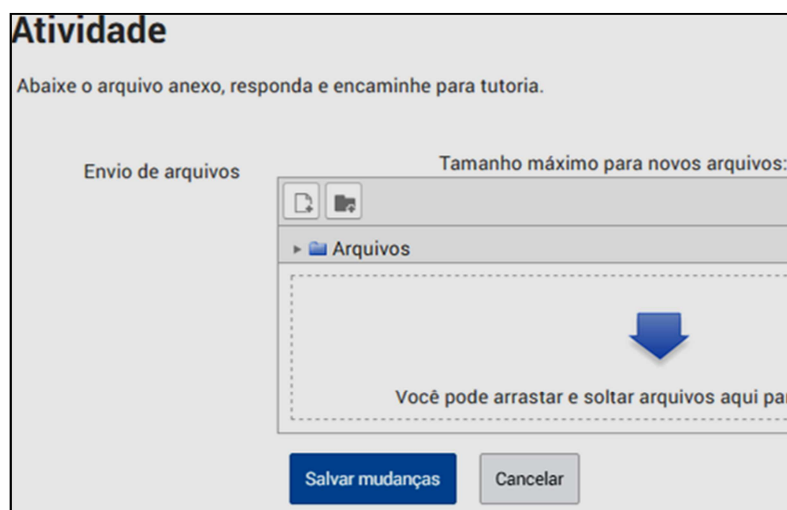 Atividade
Abaixe o arquivo anexo, responda e encaminhe para tutoria.
Envio de arquivos
Tamanho máximo para novos arquivos:
Arquivos
Você pode arrastar e soltar arquivos aqui par
Salvar mudanças
Cancelar